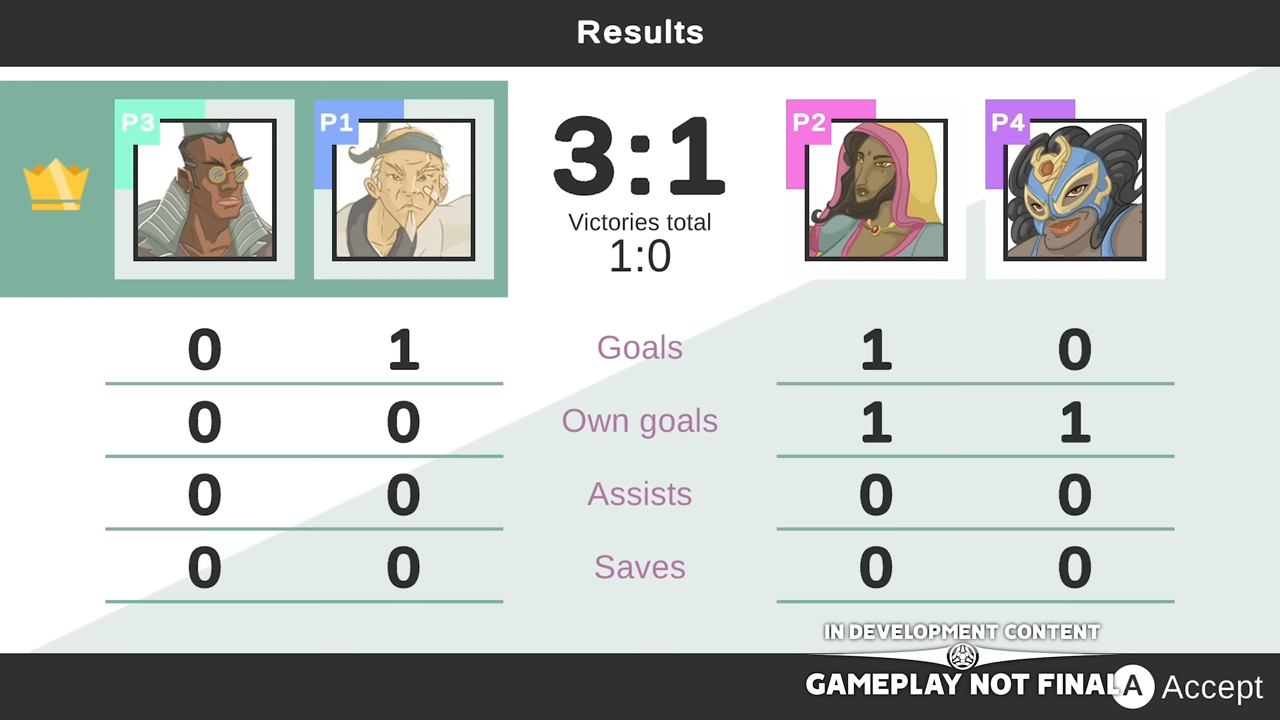 Results
P3 P1 3:1 P2 P4
Victories total
1:0
0 1 Goals 1 0
0 0 Own goals 1 1
0 0 Assists 0 0
0 0 Saves 0 0
IN DEVELOPMENT CONTENT
GAMEPLAY NOT FINAL
A Accept